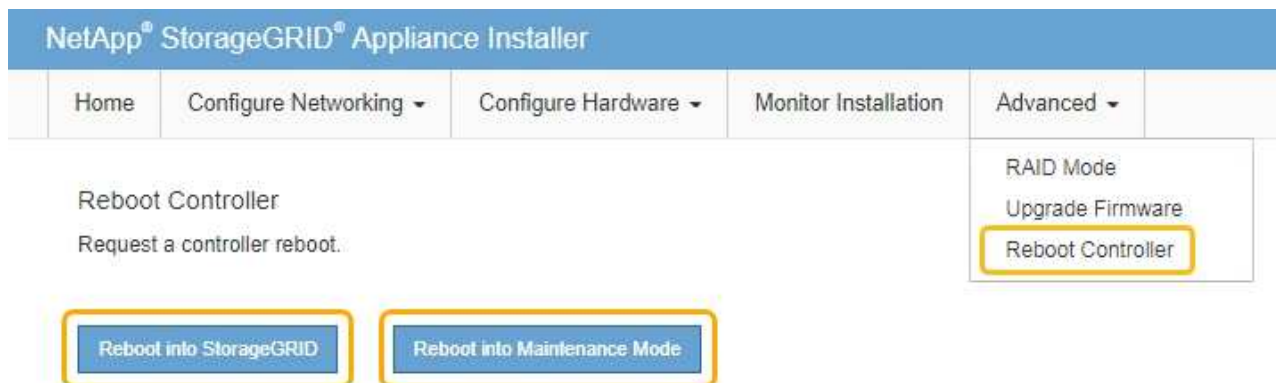 NetApp® StorageGRID® Appliance Installer
Home Configure Networking Configure Hardware Monitor Installation Advanced
RAID Mode
Upgrade Firmware
Reboot Controller
Reboot Controller
Request a controller reboot.
Reboot into StorageGRID Reboot into Maintenance Mode